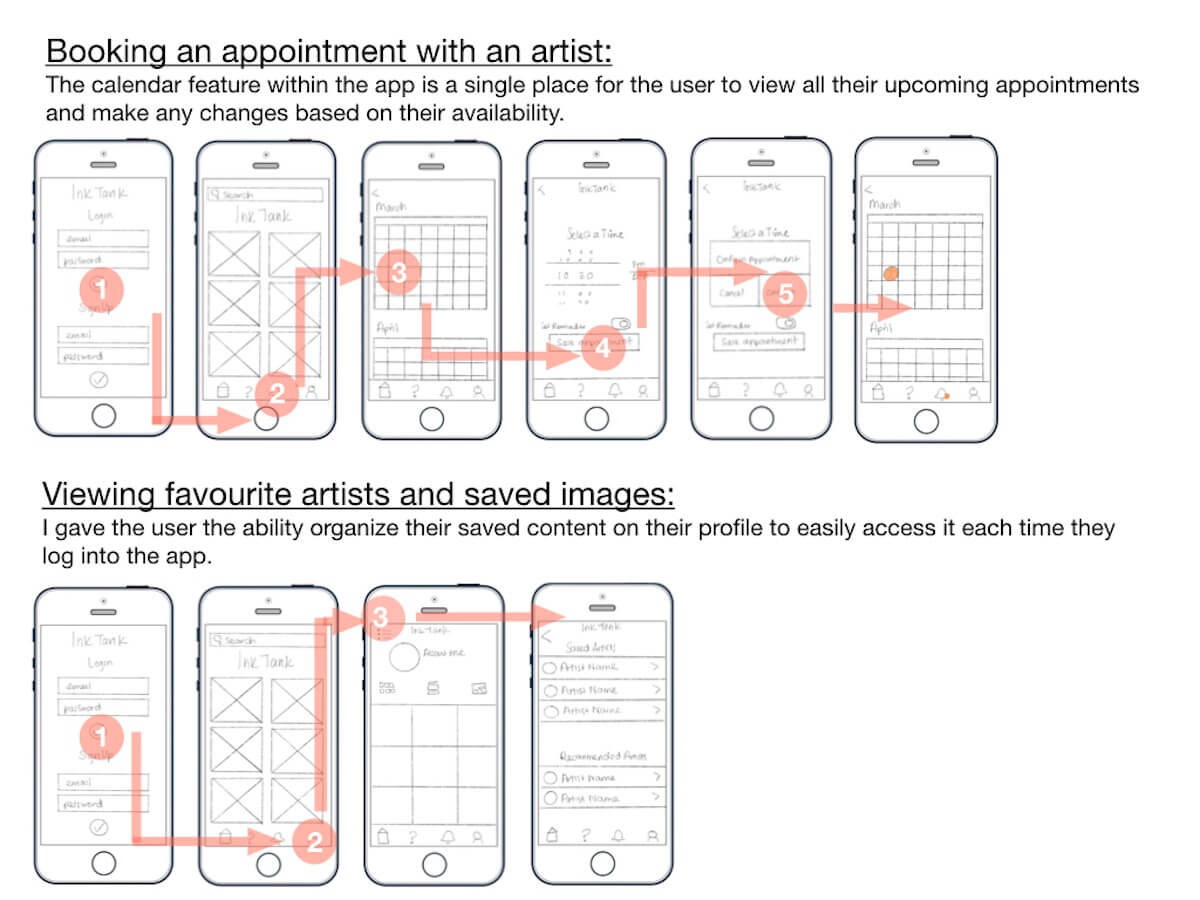 Booking an appointment with an artist:
The calendar feature within the app is a single place for the user to view all their upcoming appointments
and make any changes based on their availability.
Ink Tank
Login
email
password
1
SignUp
email
password
Search
Ink Tank
?
2
<
March
3
April
?
<
InkTank
Select a Time
10 20
pm
Set Reminder
Save appointment
4
?
<
InkTank
Select a Time
Confirm Appointment
Cancel
5
Set Reminder
Save appointment
?
<
March
April
?
Viewing favourite artists and saved images:
I gave the user the ability organize their saved content on their profile to easily access it each time they
log into the app.
Ink Tank
Login
email
password
1
SignUp
email
password
Search
Ink Tank
?
2
3
Ink Tank
About me
?
Ink Tank
<
Saved Artists
Artist Name >
Artist Name >
Artist Name >
Recommended Artists
Artist Name >
Artist Name >
?